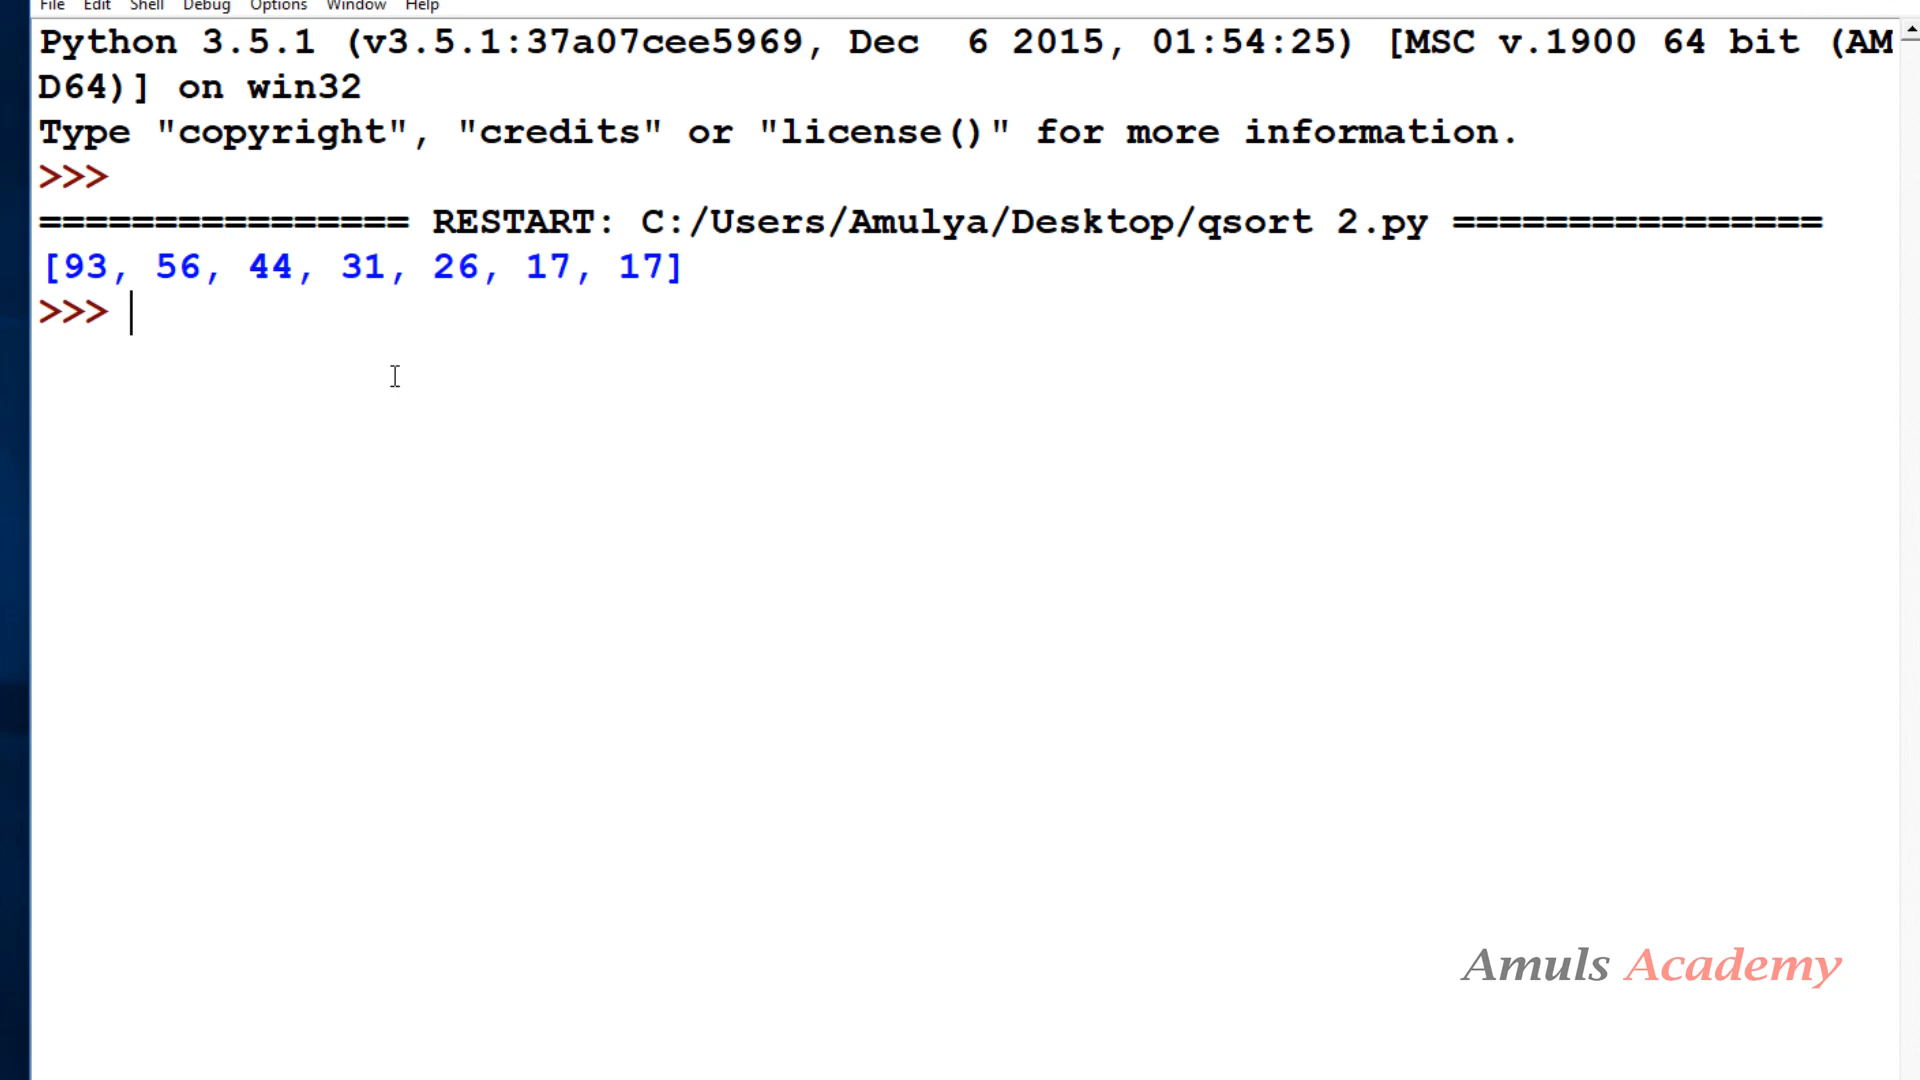 File Edit Shell Debug Options Window Help
Python 3.5.1 (v3.5.1:37a07cee5969, Dec  6 2015, 01:54:25) [MSC v.1900 64 bit (AM
D64)] on win32
Type "copyright", "credits" or "license()" for more information.
>>>
================ RESTART: C:/Users/Amulya/Desktop/qsort 2.py ================
[93, 56, 44, 31, 26, 17, 17]
>>>
Amuls Academy